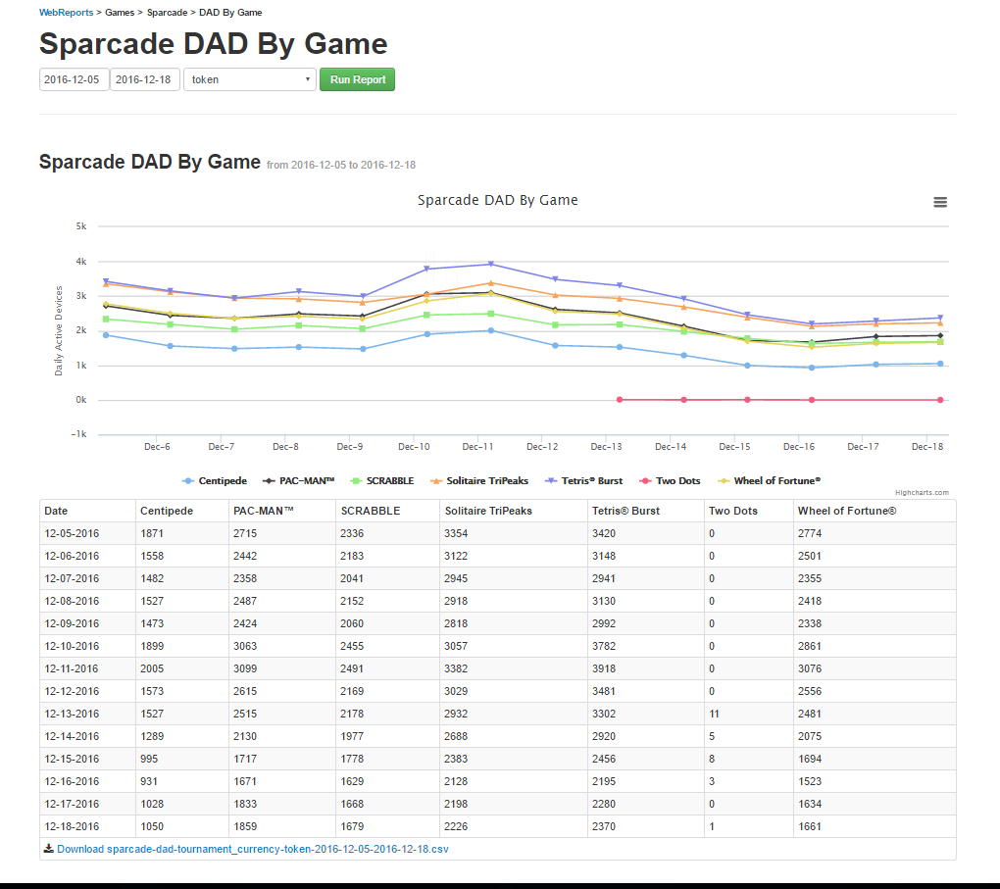 WebReports > Games > Sparcade > DAD By Game
Sparcade DAD By Game
2016-12-05 2016-12-18 token Run Report
Sparcade DAD By Game from 2016-12-05 to 2016-12-18
Sparcade DAD By Game
Daily Active Devices
5k
4k
3k
2k
1k
0k
-1k
Dec-6 Dec-7 Dec-8 Dec-9 Dec-10 Dec-11 Dec-12 Dec-13 Dec-14 Dec-15 Dec-16 Dec-17 Dec-18
Centipede PAC-MAN™ SCRABBLE Solitaire TriPeaks Tetris® Burst Two Dots Wheel of Fortune®
Highcharts.com
Date Centipede PAC-MAN™ SCRABBLE Solitaire TriPeaks Tetris® Burst Two Dots Wheel of Fortune®
12-05-2016 1871 2715 2336 3354 3420 0 2774
12-06-2016 1558 2442 2183 3122 3148 0 2501
12-07-2016 1482 2358 2041 2945 2941 0 2355
12-08-2016 1527 2487 2152 2918 3130 0 2418
12-09-2016 1473 2424 2060 2818 2992 0 2338
12-10-2016 1899 3063 2455 3057 3782 0 2861
12-11-2016 2005 3099 2491 3382 3918 0 3076
12-12-2016 1573 2615 2169 3029 3481 0 2556
12-13-2016 1527 2515 2178 2932 3302 11 2481
12-14-2016 1289 2130 1977 2688 2920 5 2075
12-15-2016 995 1717 1778 2383 2456 8 1694
12-16-2016 931 1671 1629 2128 2195 3 1523
12-17-2016 1028 1833 1668 2198 2280 0 1634
12-18-2016 1050 1859 1679 2226 2370 1 1661
Download sparcade-dad-tournament_currency-token-2016-12-05-2016-12-18.csv